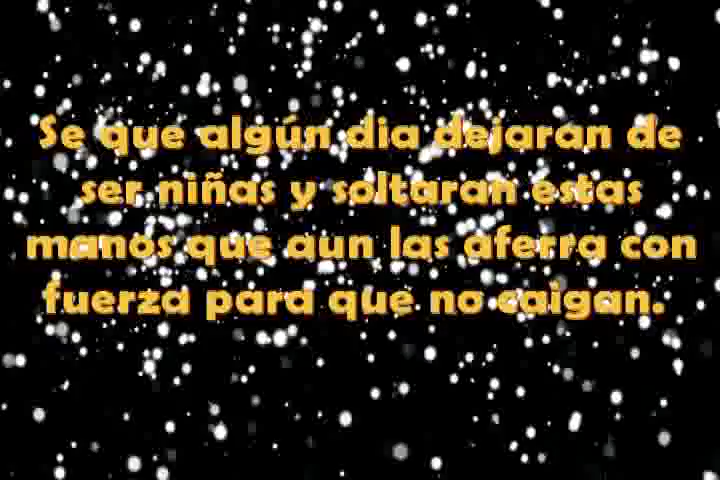 Se que algún dia dejaran de
ser niñas y soltaran estas
manos que aun las aferra con
fuerza para que no caigan.